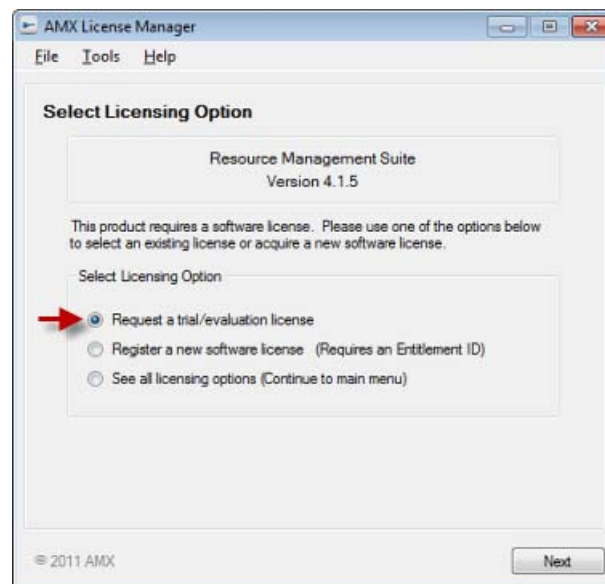 AMX License Manager
File Tools Help
Select Licensing Option
Resource Management Suite
Version 4.1.5
This product requires a software license. Please use one of the options below
to select an existing license or acquire a new software license.
Select Licensing Option
Request a trial/evaluation license
Register a new software license (Requires an Entitlement ID)
See all licensing options (Continue to main menu)
© 2011 AMX
Next